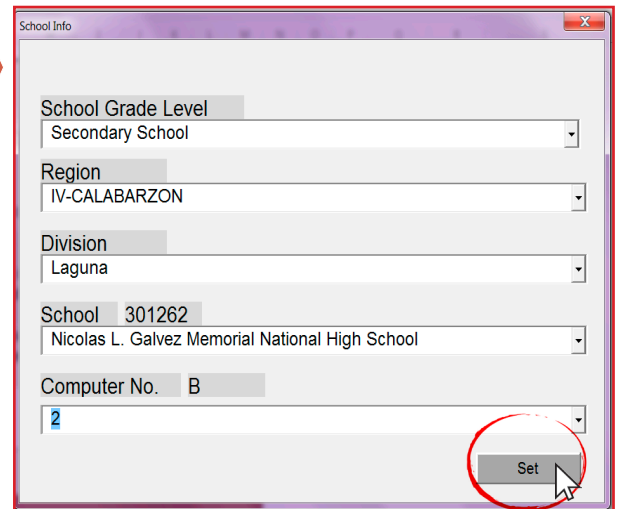 School Info
School Grade Level
Secondary School
Region
IV-CALABARZON
Division
Laguna
School 301262
Nicolas L. Galvez Memorial National High School
Computer No. B
2
Set